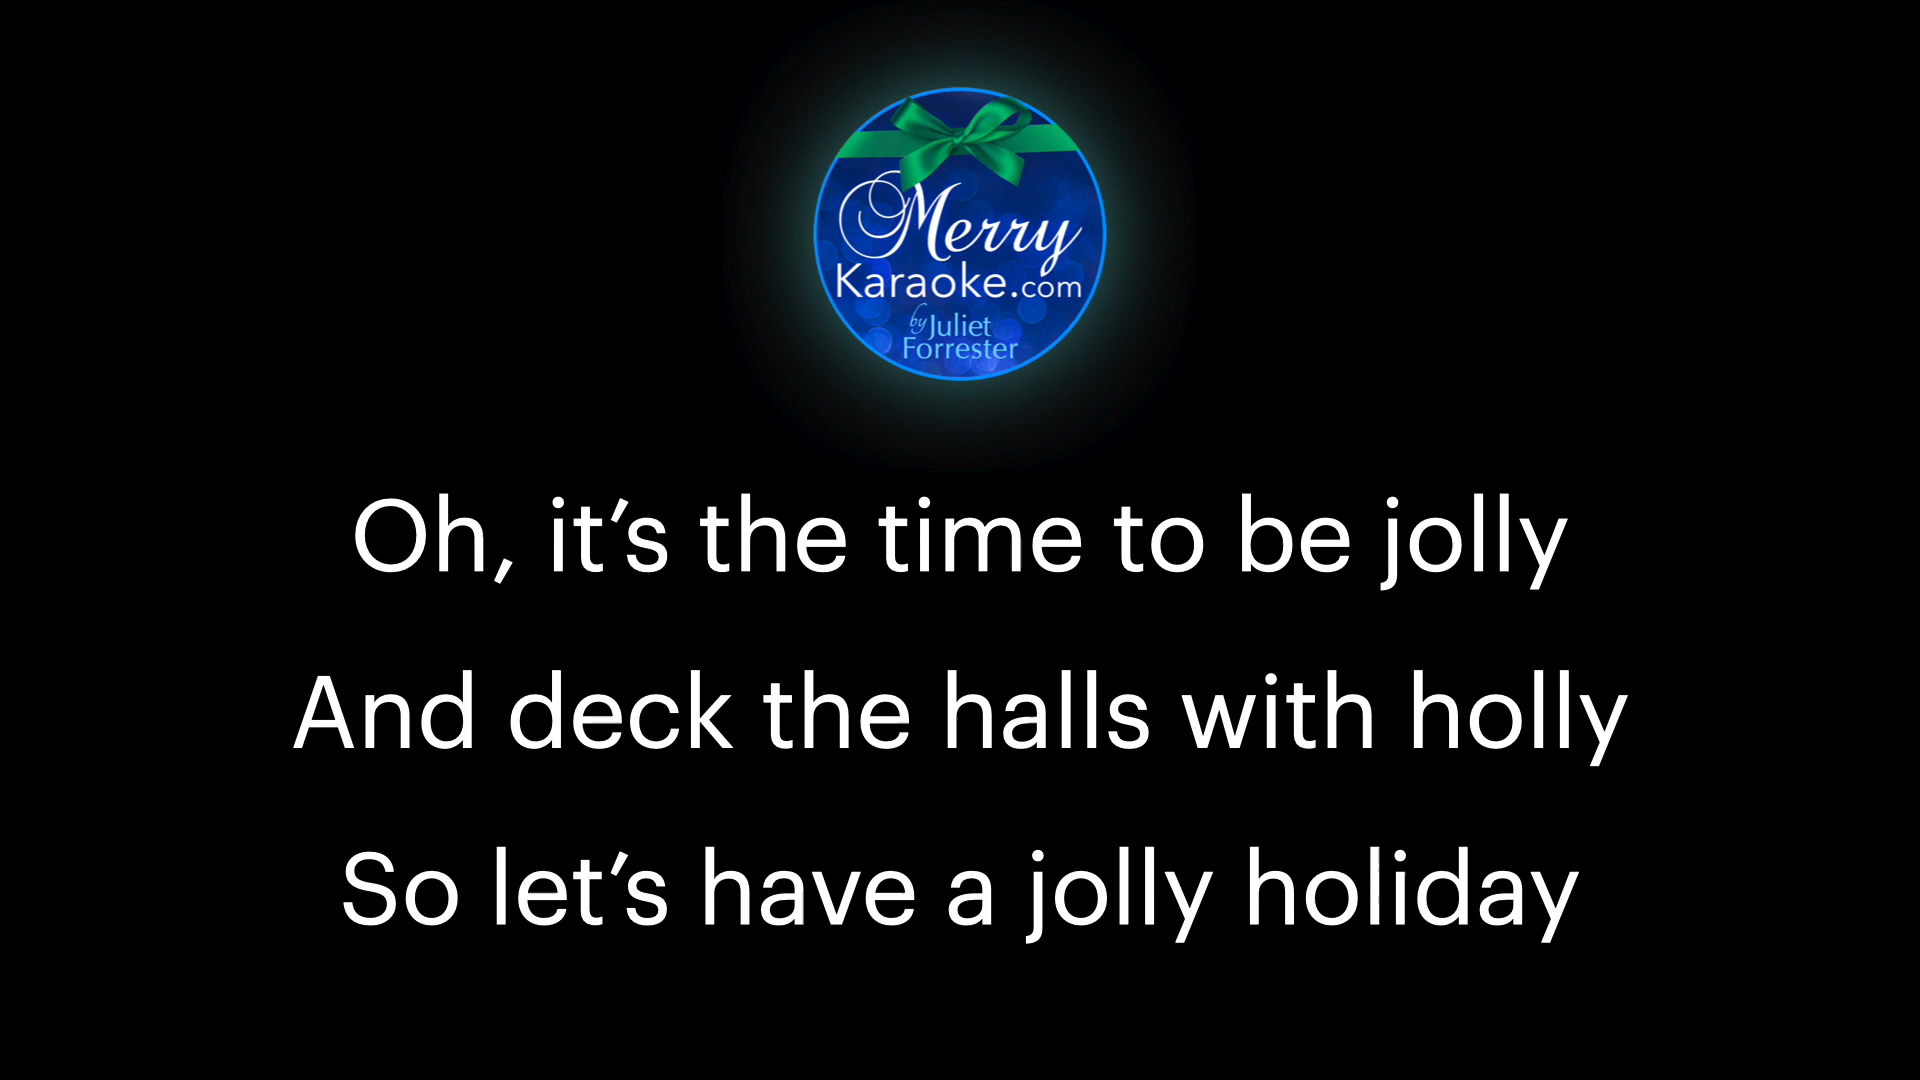 Merry
Karaoke.com
by Juliet
Forrester
Oh, it’s the time to be jolly
And deck the halls with holly
So let’s have a jolly holiday